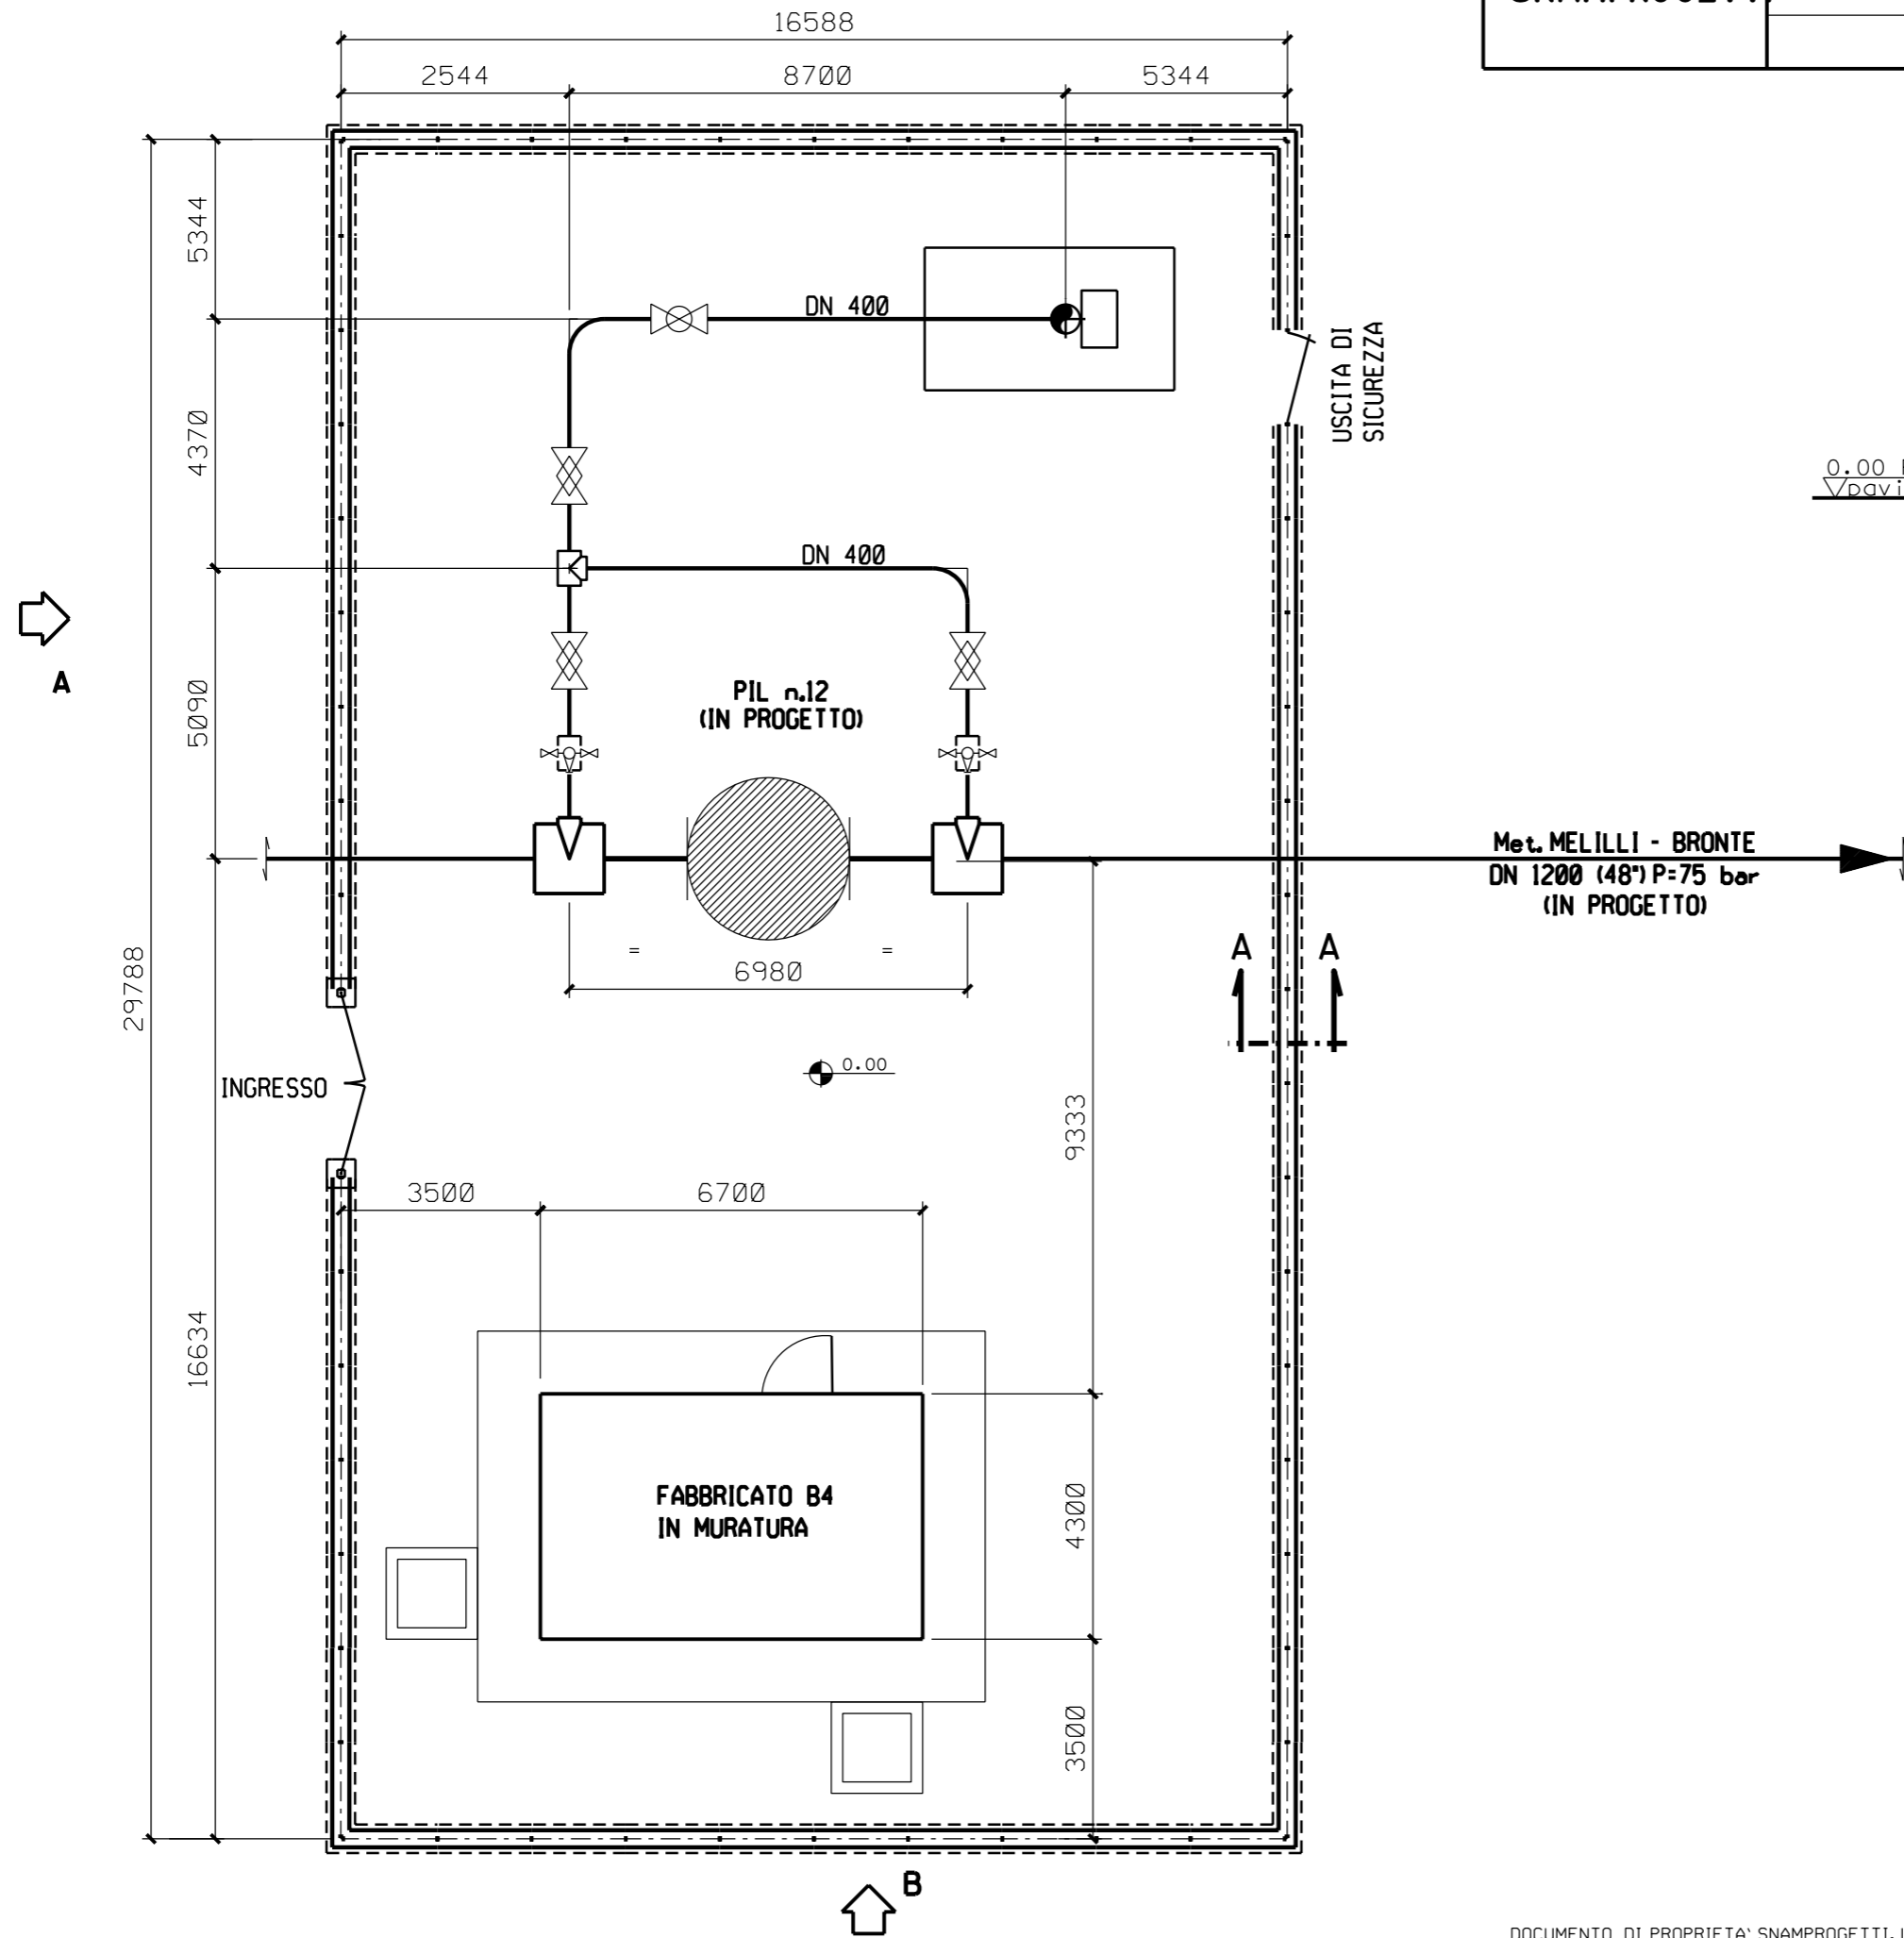 16588
2544
8700
5344
5344
4370
5090
16634
29788
DN 400
USCITA DI
SICUREZZA
0.00
DN 400
A
PIL n.12
(IN PROGETTO)
Met. MELILLI - BRONTE
DN 1200 (48") P=75 bar
(IN PROGETTO)
= =
6980
A A
0.00
INGRESSO
9333
3500
6700
FABBRICATO B4
IN MURATURA
4300
3500
B
DOCUMENTO DI PROPRIETA' SNAMPROGETTI.